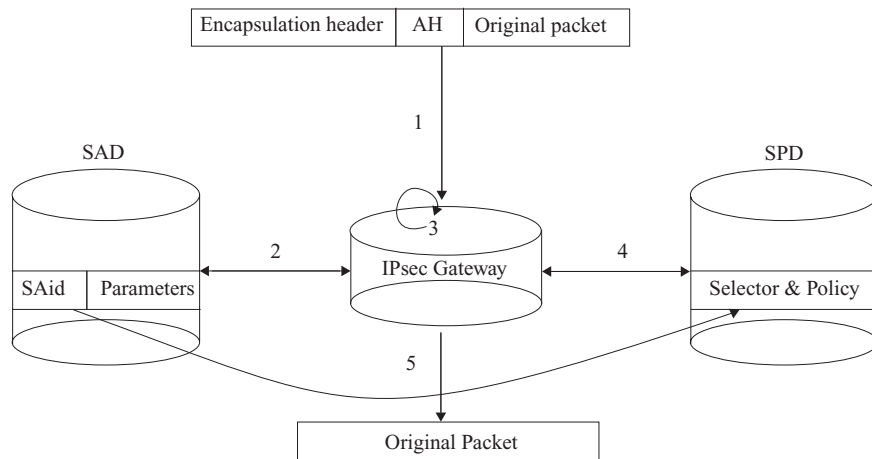 Encapsulation header AH Original packet
1
SAD
SPD
3
2
4
IPsec Gateway
SAid Parameters
Selector & Policy
5
Original Packet